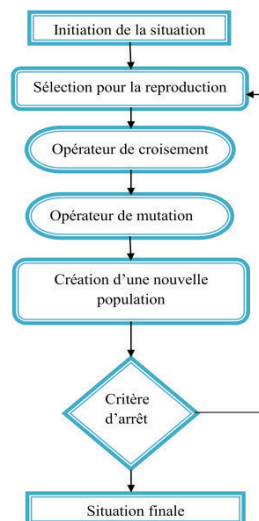 Initiation de la situation
Sélection pour la reproduction
Opérateur de croisement
Opérateur de mutation
Création d’une nouvelle
population
Critère
d’arrêt
Situation finale